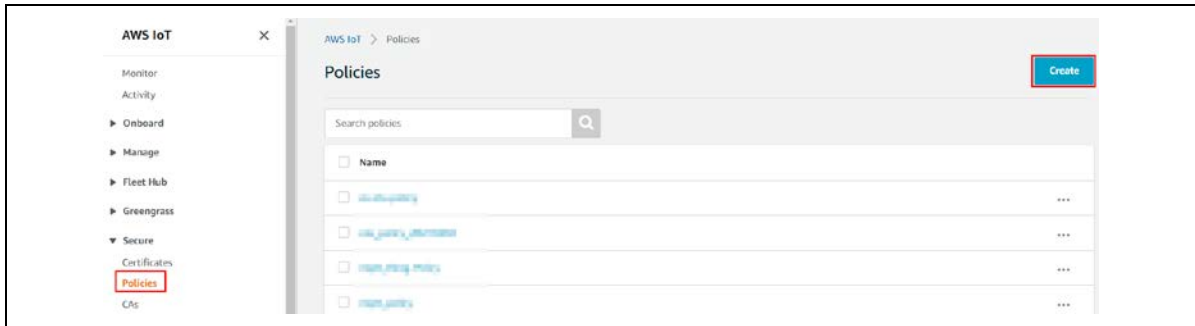 AWS IoT
Monitor
Activity
Onboard
Manage
Fleet Hub
Greengrass
Secure
Certificates
Policies
CAs
AWS IoT > Policies
Policies
Create
Search policies
Name